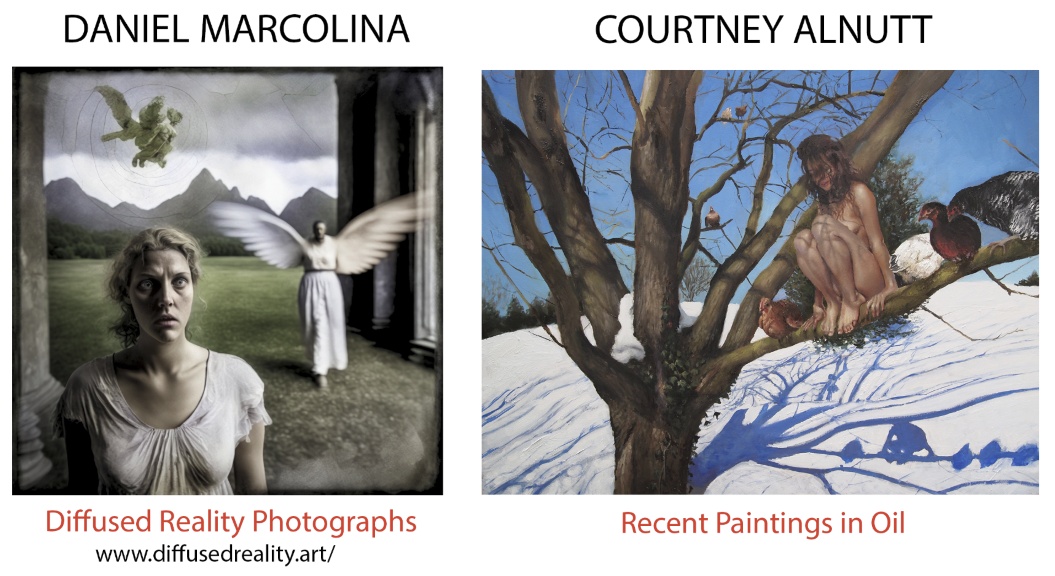 DANIEL MARCOLINA
COURTNEY ALNUTT
Diffused Reality Photographs
www.diffusedreality.art/
Recent Paintings in Oil